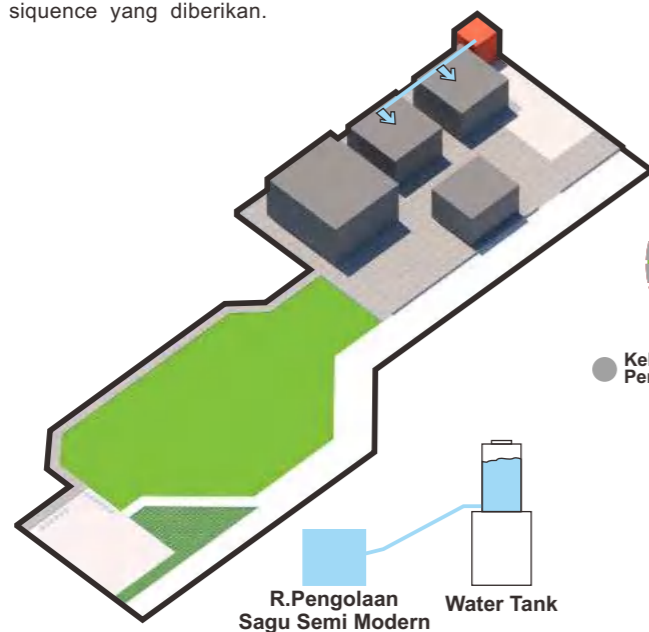 siquence yang diberikan.
R.Pengolaan
Sagu Semi Modern
Water Tank